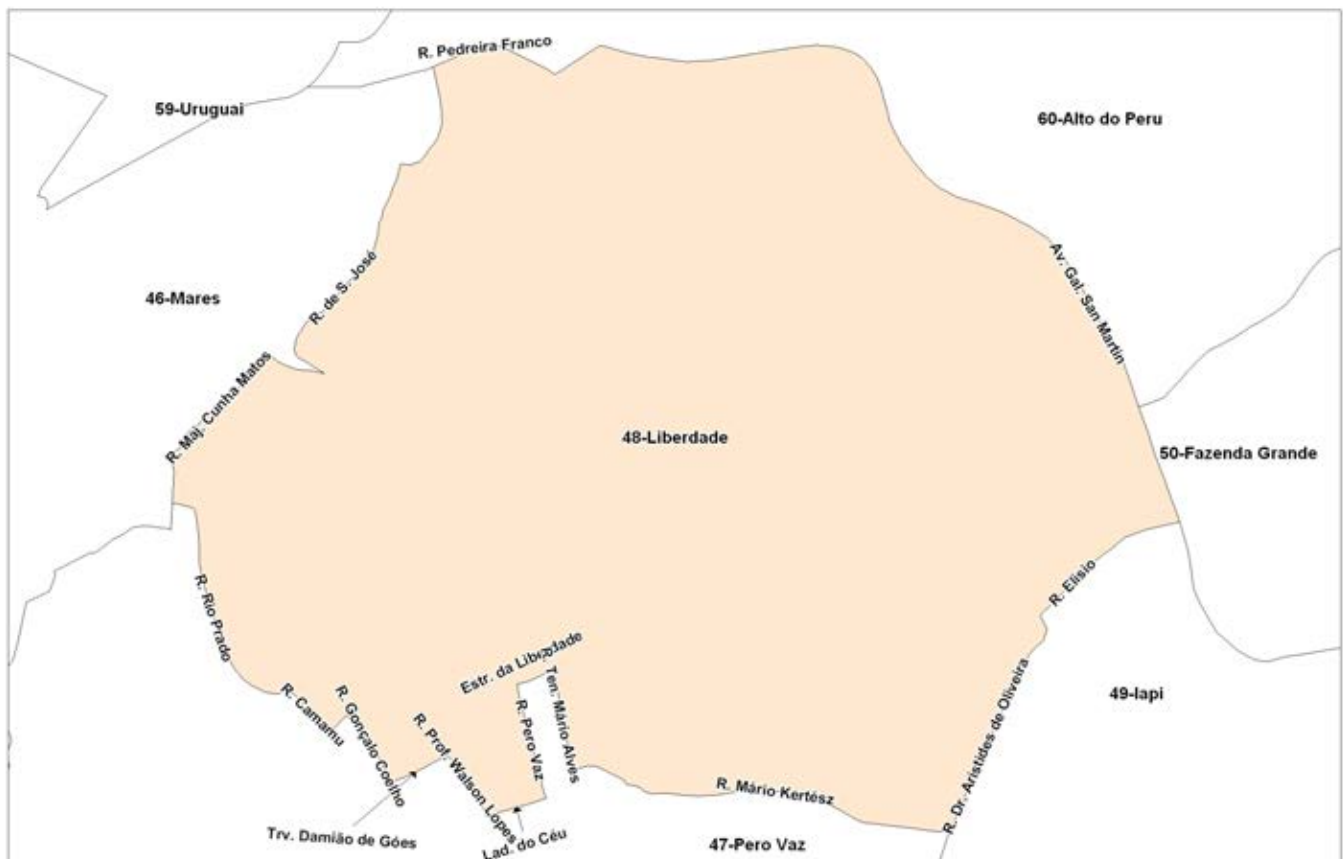 R. Pedreira Franco
59-Uruguai
60-Alto do Peru
R. de S. José
46-Mares
Av. Gal. San Martin
R. Maj. Cunha Matos
48-Liberdade
50-Fazenda Grande
R. Elisio
R. Rio Prado
Estr. da Liberdade
R. Ten. Mário Alves
49-Iapi
R. Dr. Aristides de Oliveira
R. Camamu
R. Gonçalo Coelho
R. Prof. Walson Lopes
R. Pero Vaz
R. Mário Kertész
Trv. Damião de Góes
Lad. do Céu
47-Pero Vaz